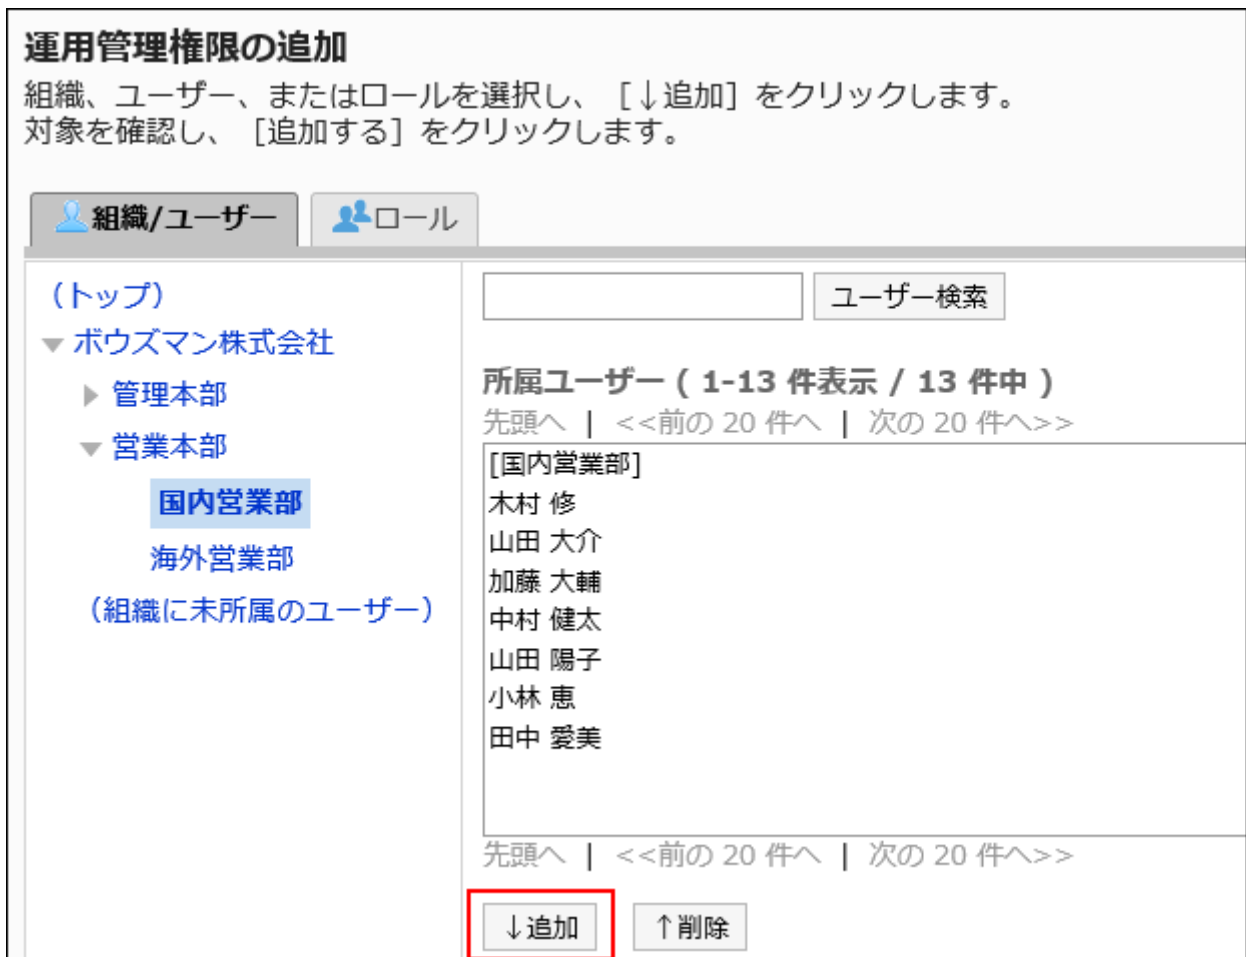 運用管理権限の追加
組織、ユーザー、またはロールを選択し、［↓追加］をクリックします。
対象を確認し、［追加する］をクリックします。
組織/ユーザー ロール
(トップ)
ボウズマン株式会社
管理本部
営業本部
国内営業部
海外営業部
(組織に未所属のユーザー)
ユーザー検索
所属ユーザー ( 1-13 件表示 / 13 件中 )
先頭へ | <<前の 20 件へ | 次の 20 件へ>>
[国内営業部]
木村 修
山田 大介
加藤 大輔
中村 健太
山田 陽子
小林 恵
田中 愛美
先頭へ | <<前の 20 件へ | 次の 20 件へ>>
↓追加 ↑削除